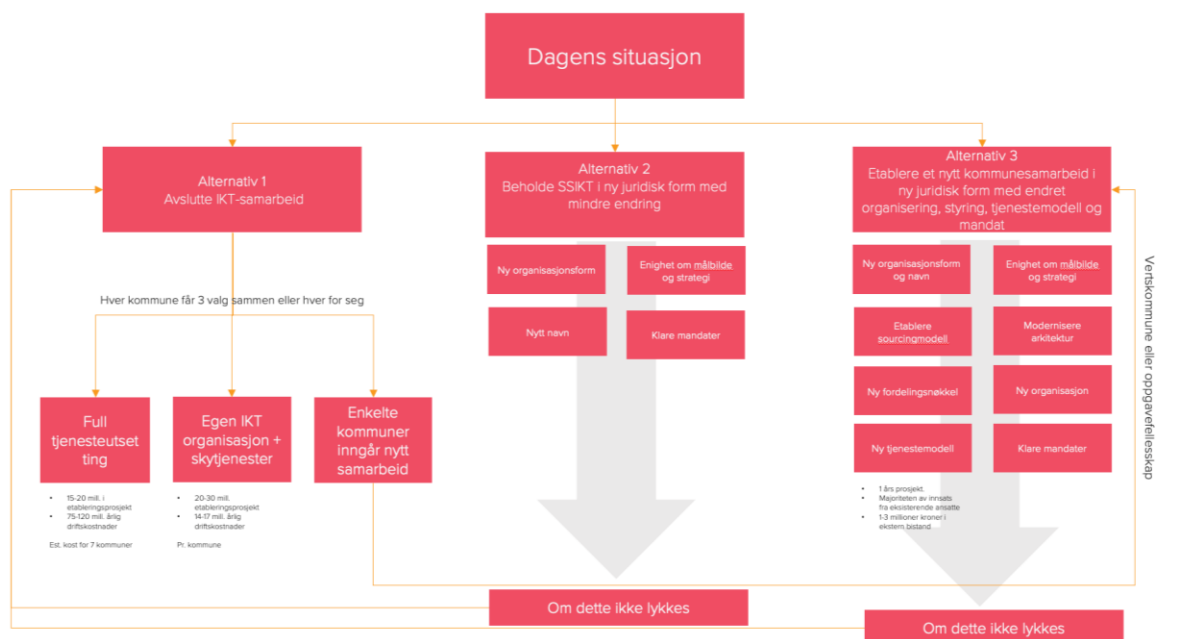 Dagens situasjon
Alternativ 1
Avslutte IKT-samarbeid
Alternativ 2
Beholde SSIKT i ny juridisk form med
mindre endring
Alternativ 3
Etablere et nytt kommunesamarbeid i
ny juridisk form med endret
organisering, styring, tjenestemodell og
mandat
Hver kommune får 3 valg sammen eller hver for seg
Full
tjenesteutset
ting
Egen IKT
organisasjon +
skytjenester
Enkelte
kommuner
inngår nytt
samarbeid
• 15-20 mill. i
etableringsprosjekt
• 75-120 mill. årlig
driftskostnader
Est. kost for 7 kommuner
• 20-30 mill.
etableringsprosjekt
• 14-17 mill. årlig
driftskostnader
Pr. kommune
Ny organisasjonsform
Enighet om målbilde
og strategi
Nytt navn
Klare mandater
Ny organisasjonsform
og navn
Enighet om målbilde
og strategi
Etablere
sourcingmodell
Modernisere
arkitektur
Ny fordelingsnøkkel
Ny organisasjon
Ny tjenestemodell
Klare mandater
• 1 års prosjekt.
• Majoriteten av innsats
fra eksisterende ansatte
• 1-3 millioner kroner i
ekstern bistand
Vertskommune eller oppgavefellesskap
Om dette ikke lykkes
Om dette ikke lykkes